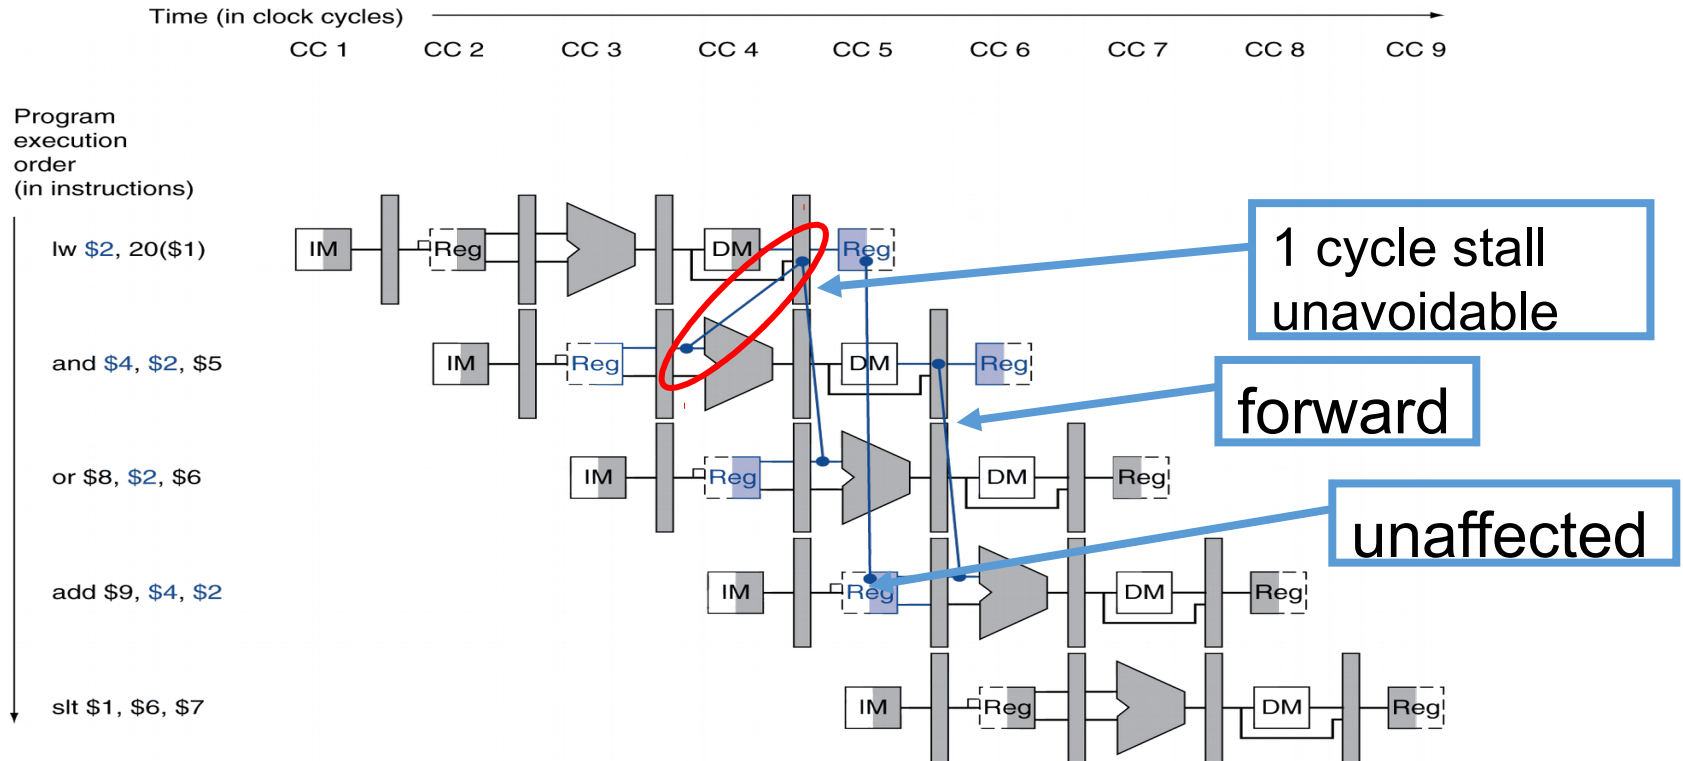 Time (in clock cycles)
CC 1 CC 2 CC 3 CC 4 CC 5 CC 6 CC 7 CC 8 CC 9
Program
execution
order
(in instructions)
lw $2, 20($1)
IM Reg DM Reg
1 cycle stall
unavoidable
and $4, $2, $5
IM Reg DM Reg
forward
or $8, $2, $6
IM Reg DM Reg
unaffected
add $9, $4, $2
IM Reg DM Reg
slt $1, $6, $7
IM Reg DM Reg